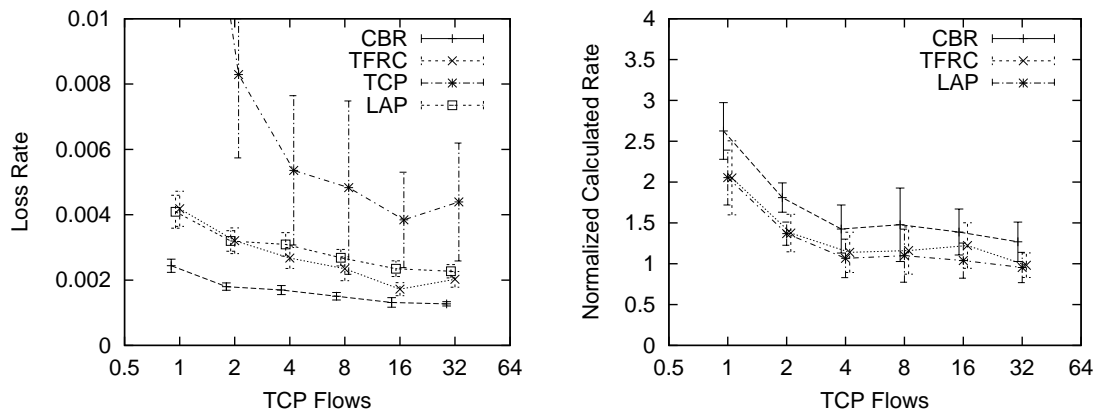 0.01
0.008
0.006
0.004
0.002
0
Loss Rate
0.5 1 2 4 8 16 32 64
TCP Flows
CBR
TFRC
TCP
LAP
4
3.5
3
2.5
2
1.5
1
0.5
0
Normalized Calculated Rate
0.5 1 2 4 8 16 32 64
TCP Flows
CBR
TFRC
LAP